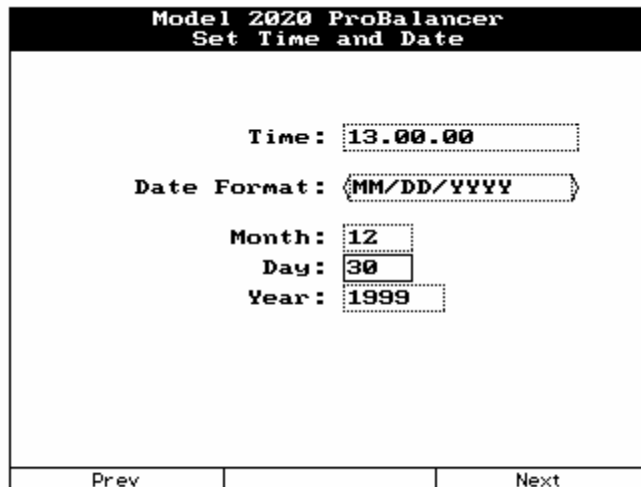 Model 2020 ProBalancer
Set Time and Date
Time: 13.00.00
Date Format: MM/DD/YYYY
Month: 12
Day: 30
Year: 1999
Prev Next